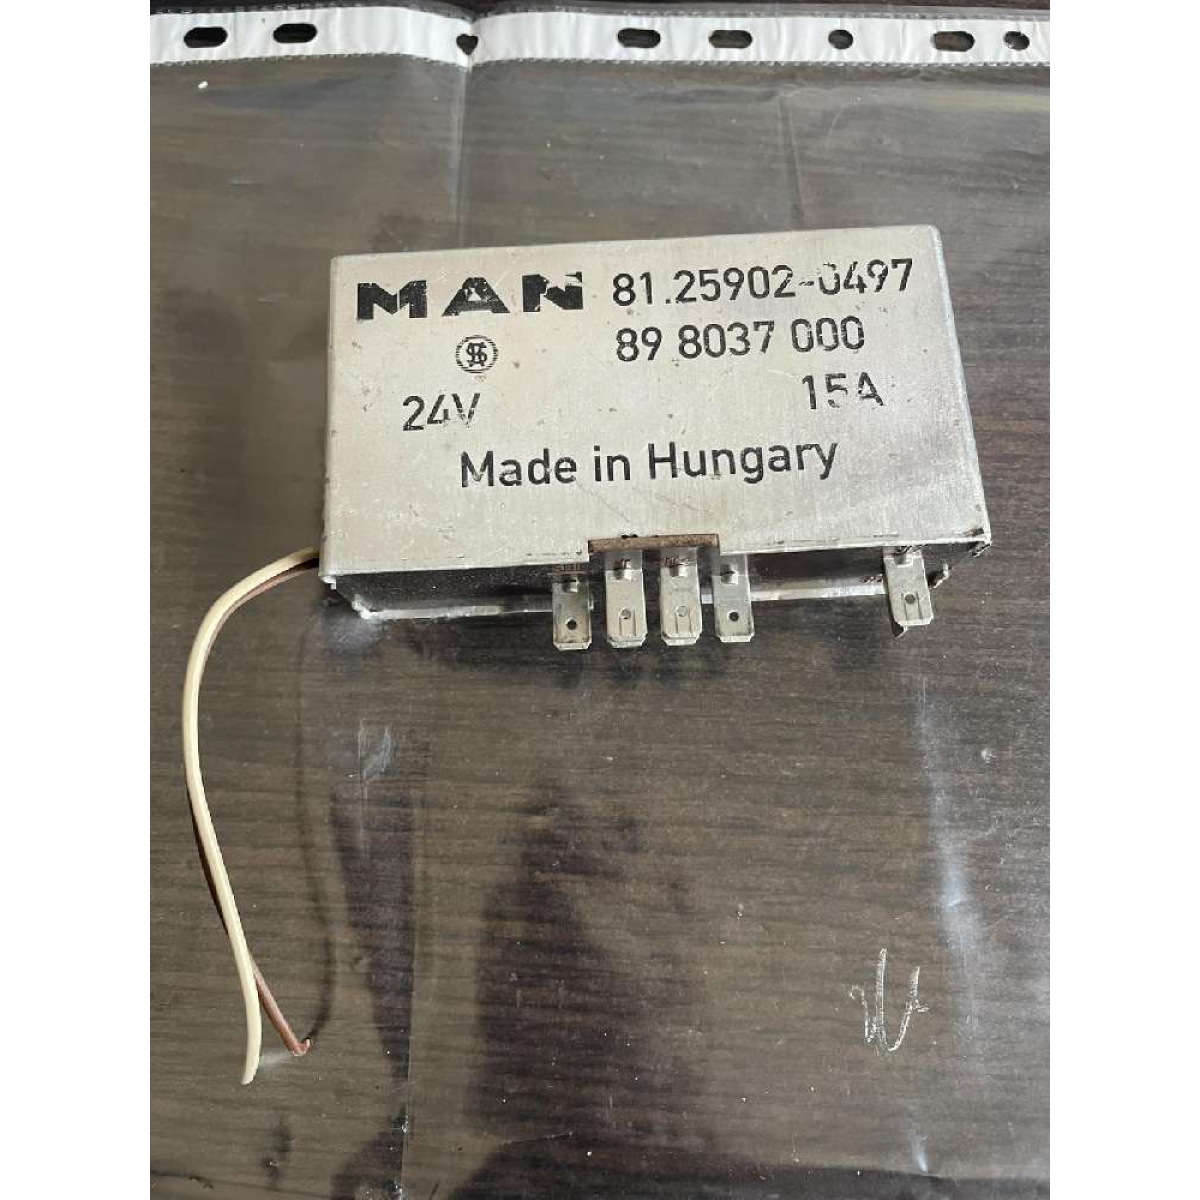 MAN 81.25902-0497
89 8037 000
24V 15A
Made in Hungary